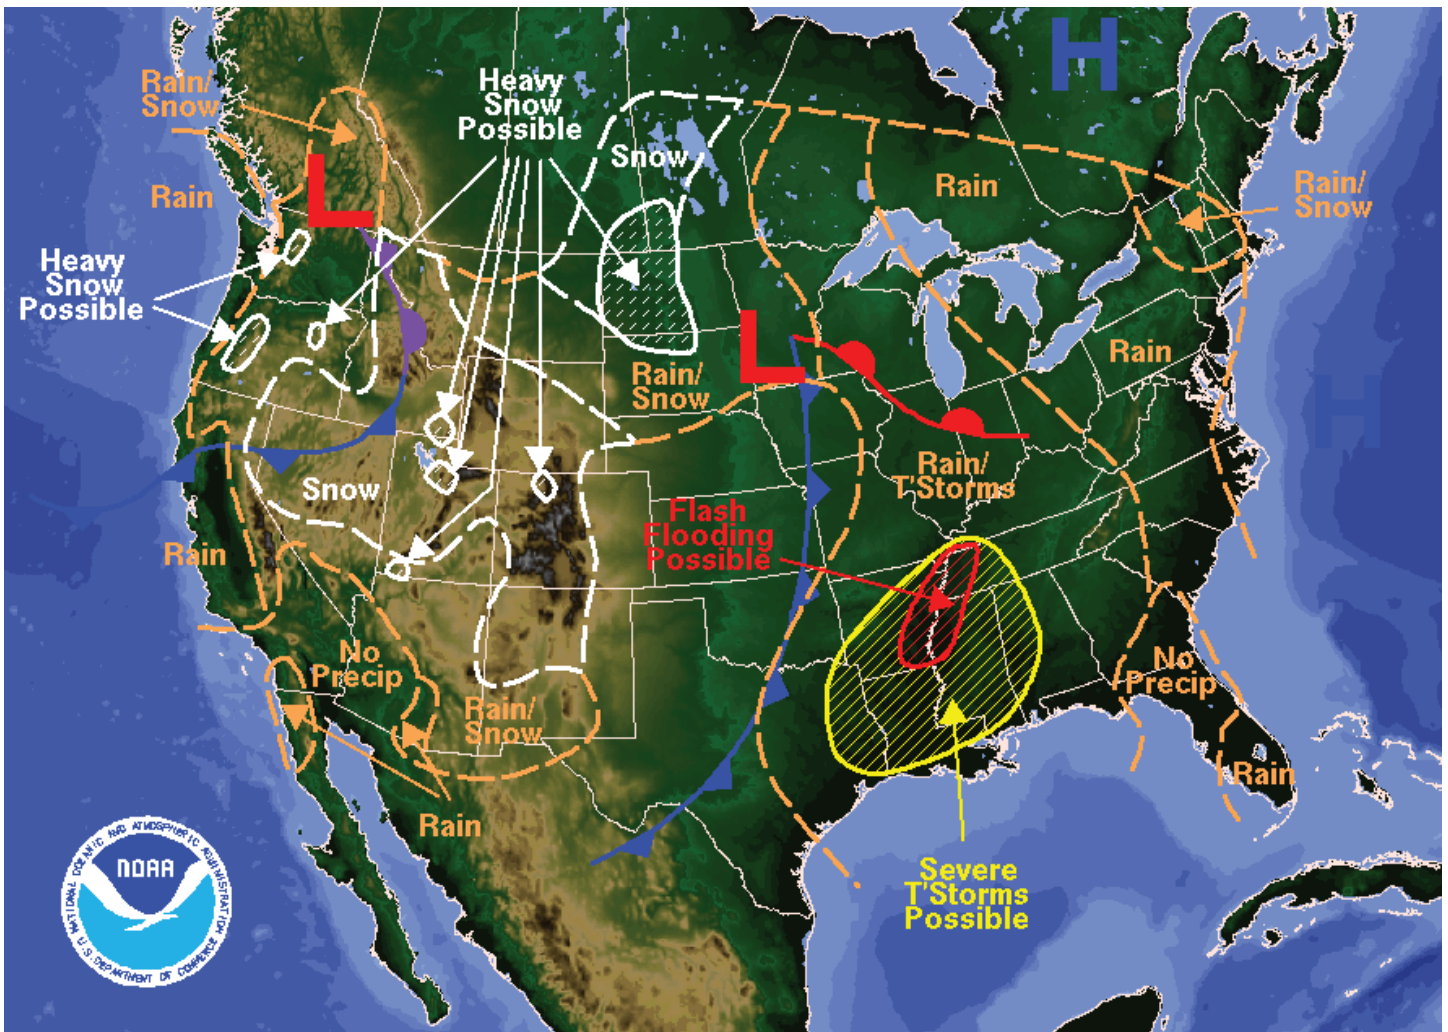 H
Rain/
Snow
Heavy
Snow
Possible
Snow
Rain
L
Rain
Rain/
Snow
Heavy
Snow
Possible
L
Rain
Rain/
Snow
H
Rain/
T'Storms
Snow
Flash
Flooding
Possible
Rain
No
Precip
No
Precip
Rain/
Snow
Rain
Rain
Severe
T'Storms
Possible
NATIONAL OCEANIC AND ATMOSPHERIC ADMINISTRATION
NOAA
U.S. DEPARTMENT OF COMMERCE